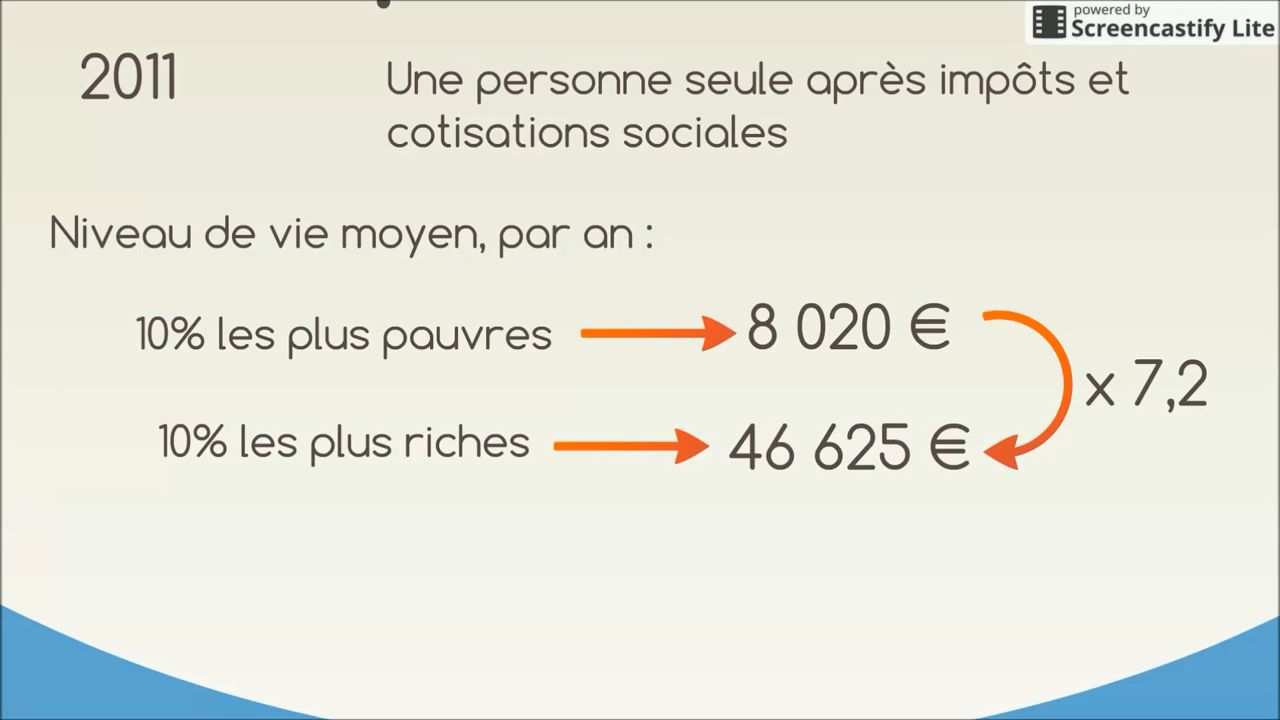 powered by
Screencastify Lite
2011
Une personne seule après impôts et
cotisations sociales
Niveau de vie moyen, par an :
10% les plus pauvres
8 020 €
x 7,2
10% les plus riches
46 625 €